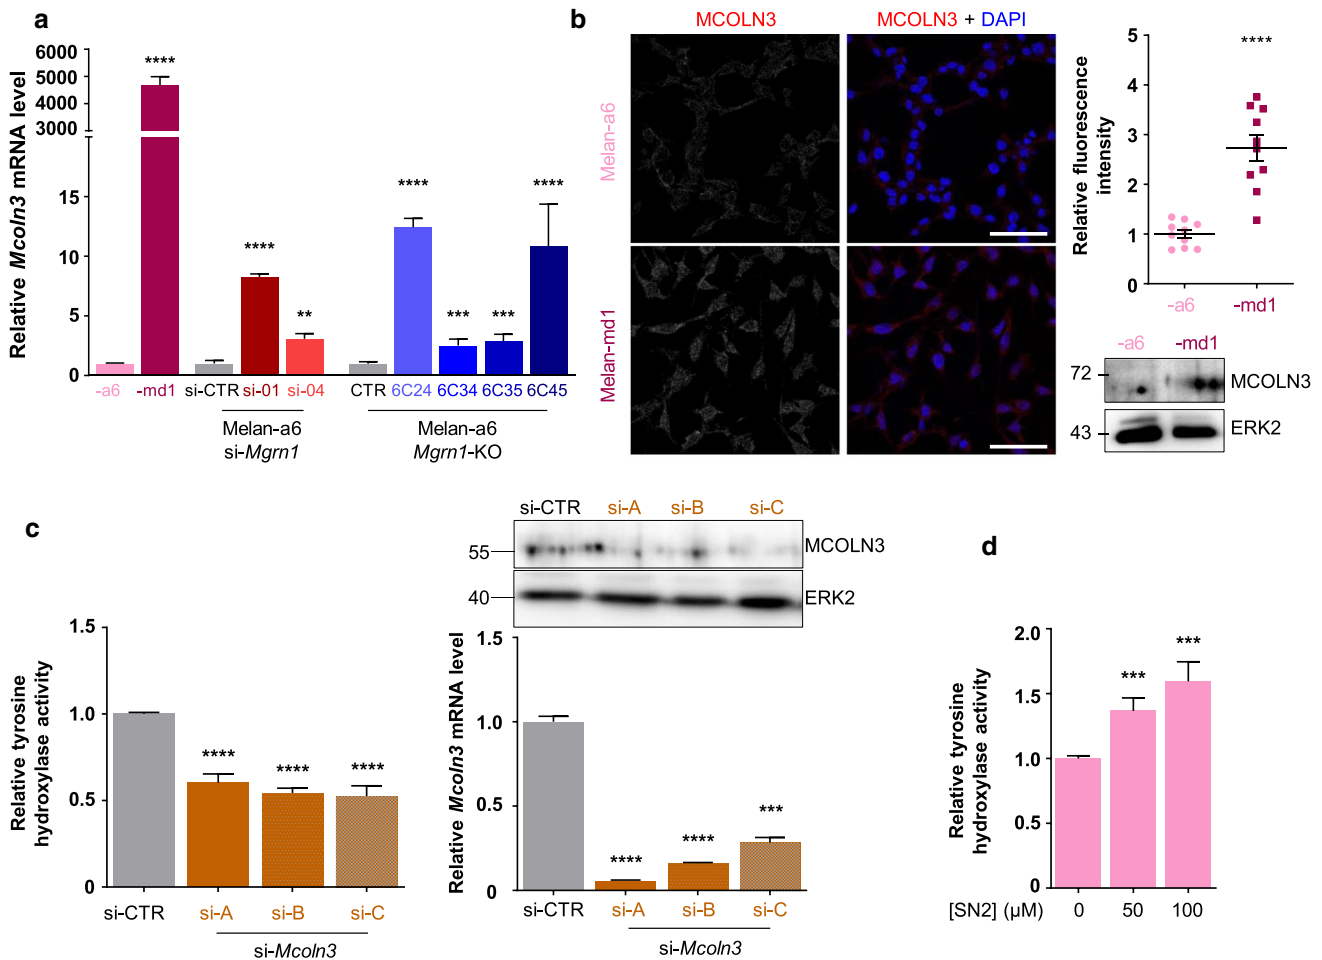 a
Relative Mcoln3 mRNA level
6000
5000
4000
3000
15
10
5
0
****
****
**
****
***
***
****
-a6 -md1 si-CTR si-01 si-04 CTR 6C24 6C34 6C35 6C45
Melan-a6
si-Mgrn1
Melan-a6
Mgrn1-KO
b
MCOLN3
MCOLN3 + DAPI
Melan-a6
Melan-md1
Relative fluorescence
intensity
5
4
3
2
1
0
****
-a6 -md1
-a6 -md1
72
MCOLN3
43
ERK2
c
Relative tyrosine
hydroxylase activity
1.5
1.0
0.5
0
****
****
****
si-CTR si-A si-B si-C
si-Mcoln3
si-CTR si-A si-B si-C
55
MCOLN3
40
ERK2
Relative Mcoln3 mRNA level
1.5
1.0
0.5
0
****
****
***
si-CTR si-A si-B si-C
si-Mcoln3
d
Relative tyrosine
hydroxylase activity
2.0
1.5
1.0
0.5
0
***
***
[SN2] (µM) 0 50 100